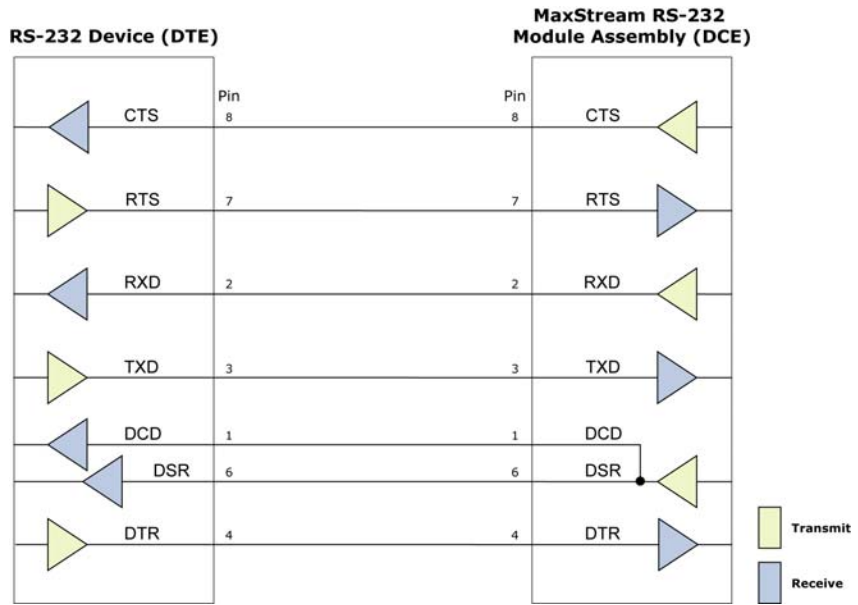 RS-232 Device (DTE)
MaxStream RS-232
Module Assembly (DCE)
Pin
Pin
CTS 8 8 CTS
RTS 7 7 RTS
RXD 2 2 RXD
TXD 3 3 TXD
DCD 1 1 DCD
DSR 6 6 DSR
DTR 4 4 DTR
Transmit
Receive